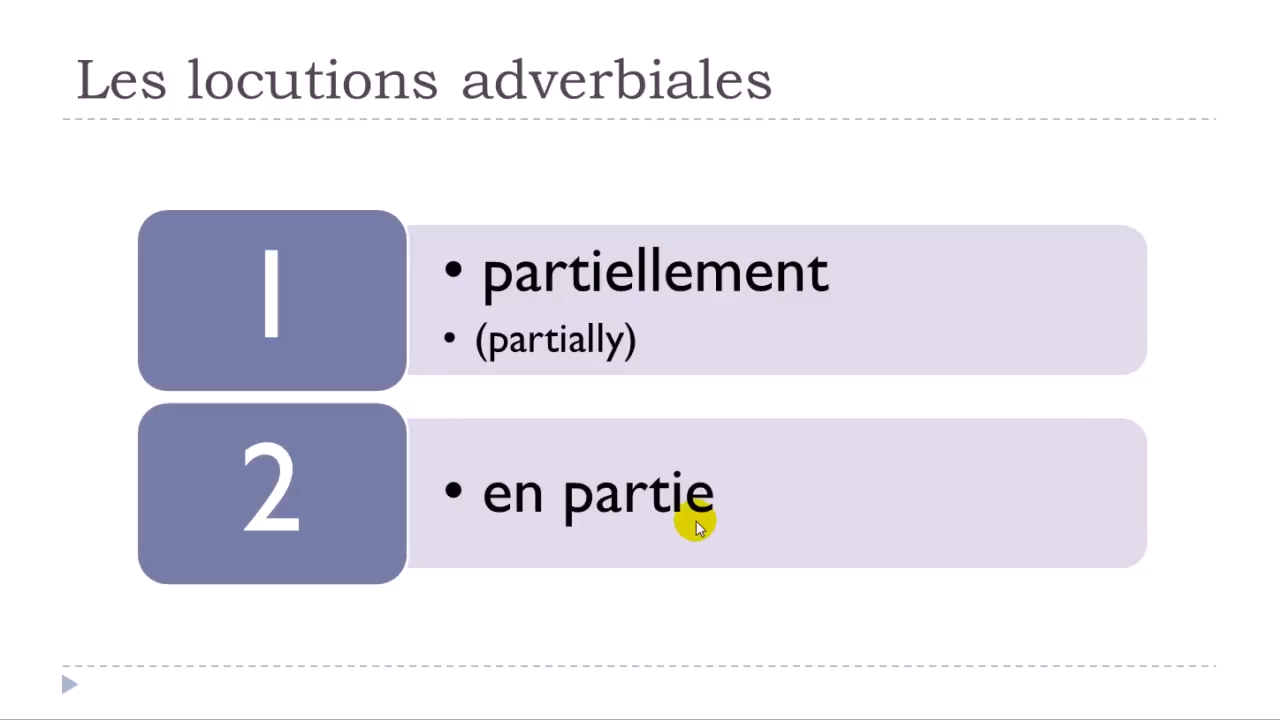 Les locutions adverbiales
1
• partiellement
• (partially)
2
• en partie